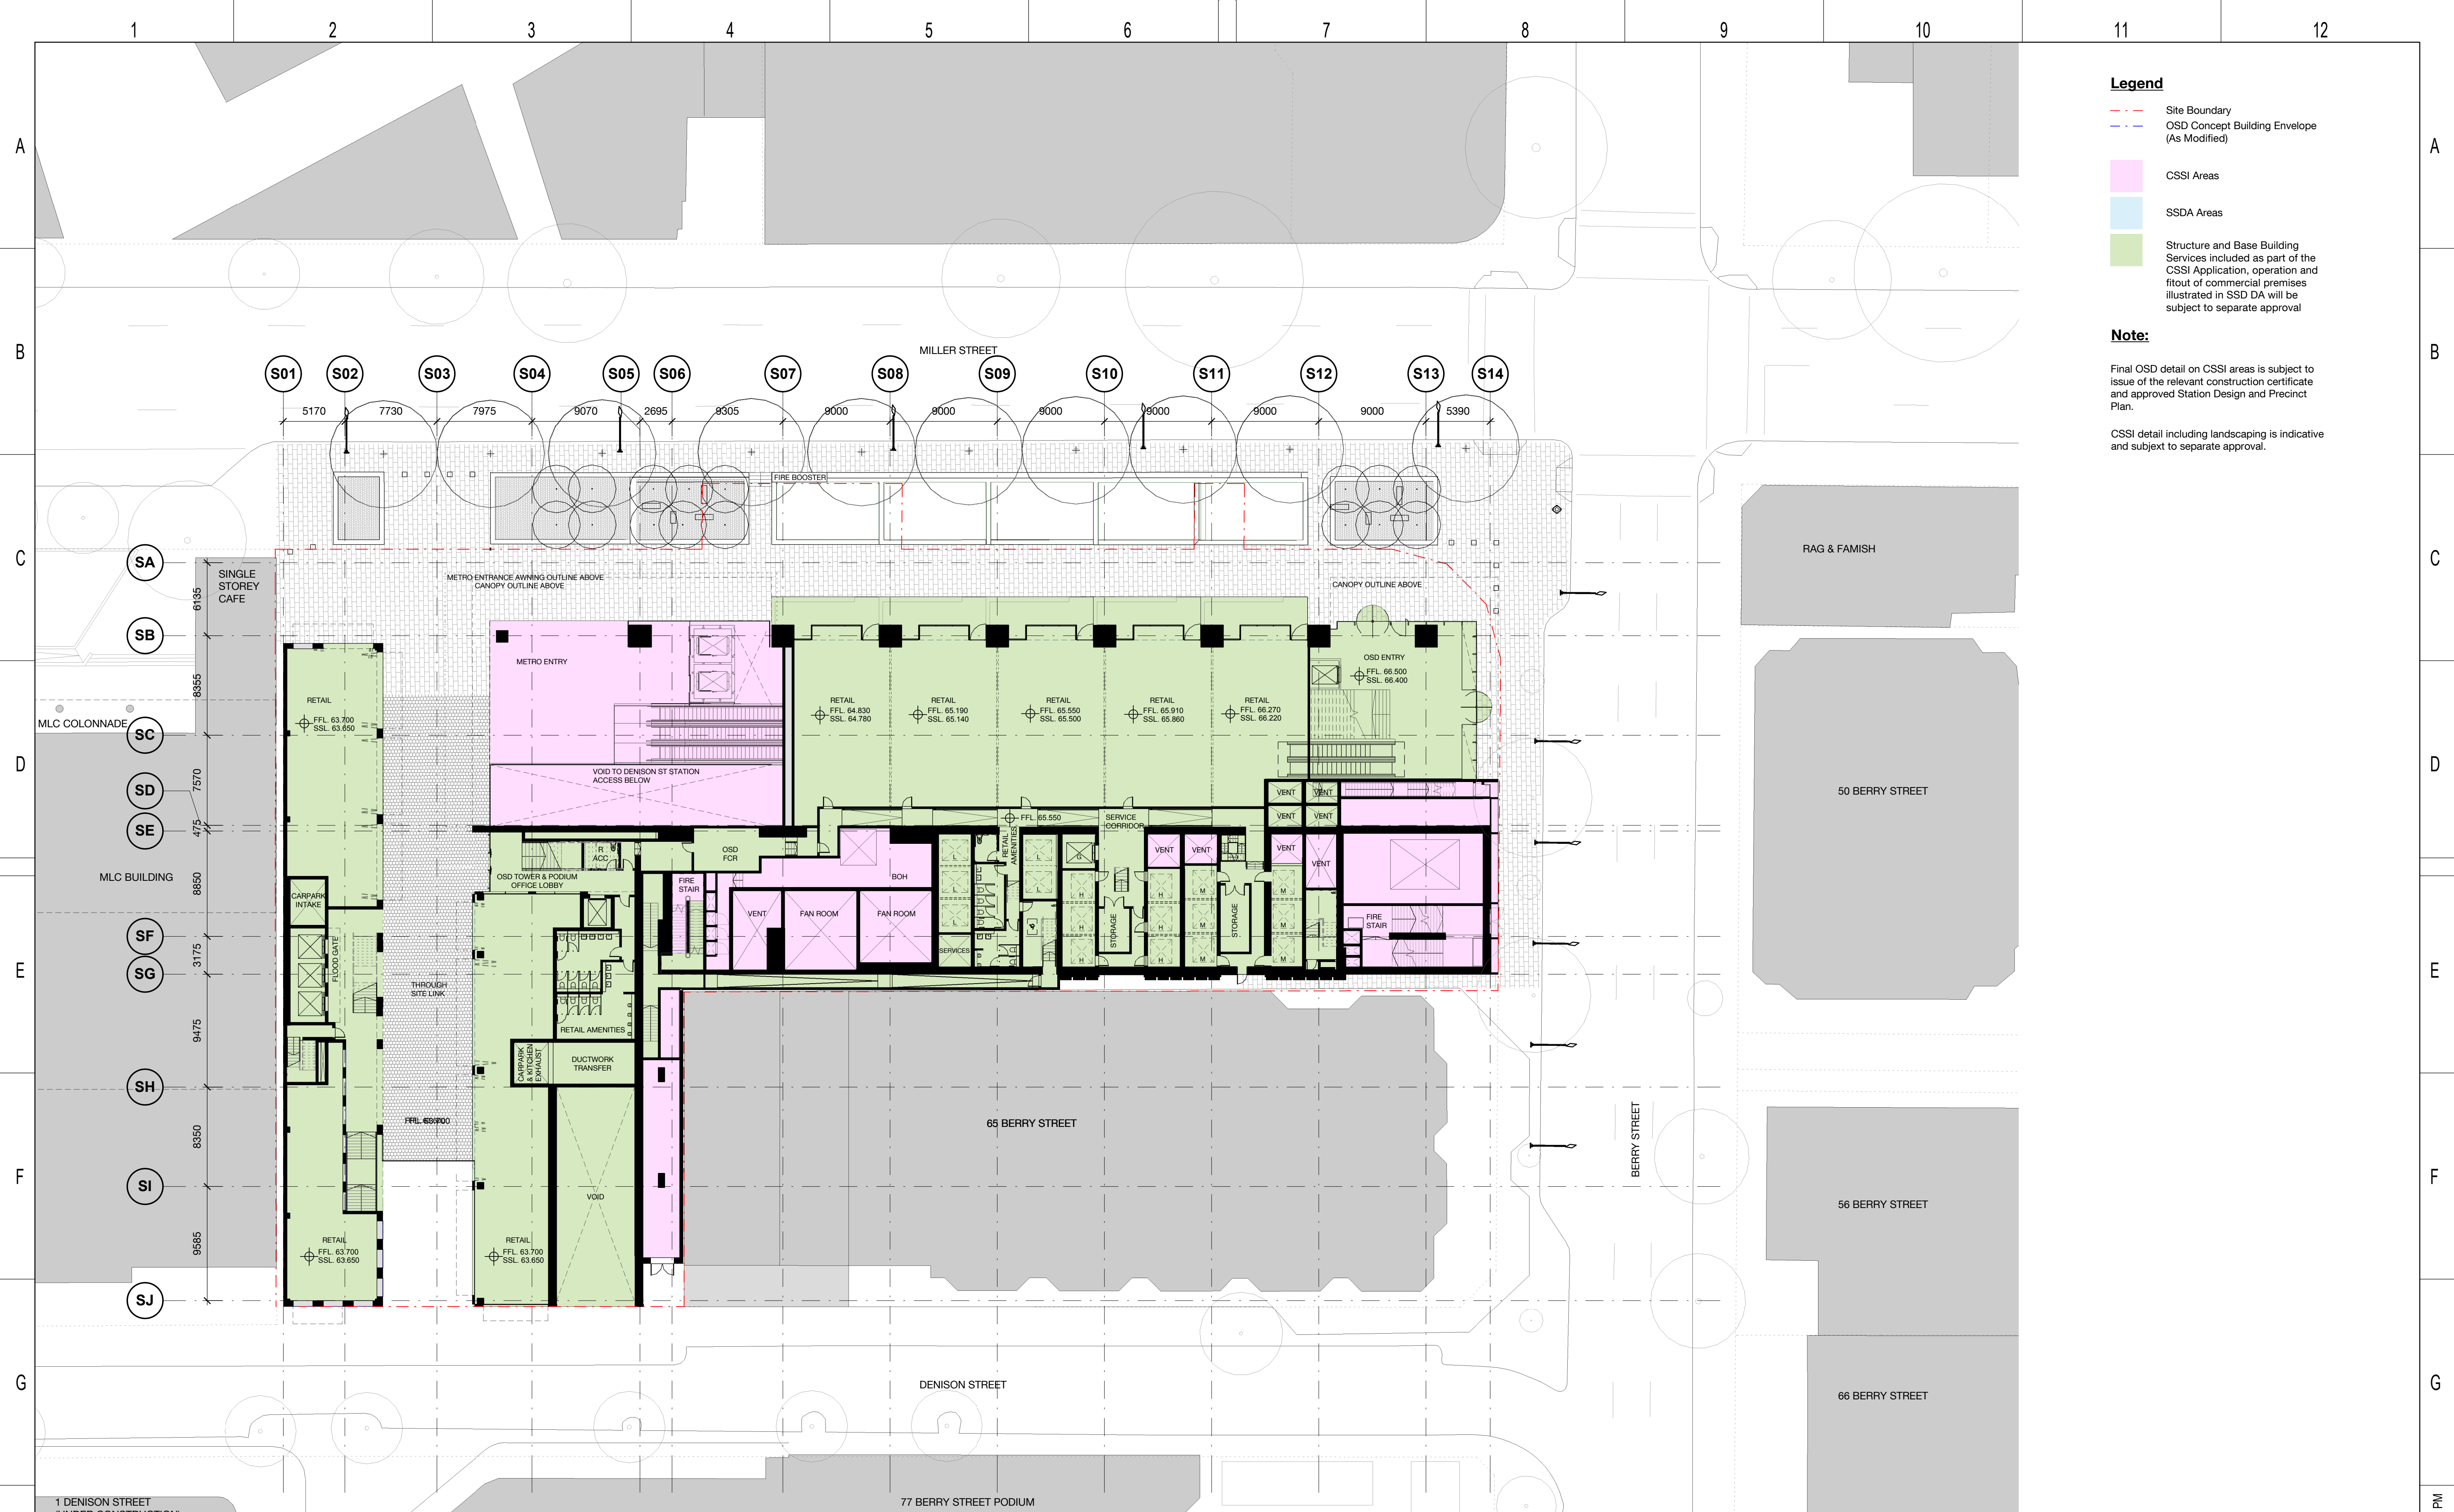 1 2 3 4 5 6 7 8 9 10 11 12
A A
B B
C C
D D
E E
F F
G G
Legend
Site Boundary
OSD Concept Building Envelope
(As Modified)
CSSI Areas
SSDA Areas
Structure and Base Building
Services included as part of the
CSSI Application, operation and
fitout of commercial premises
illustrated in SSD DA will be
subject to separate approval
Note:
Final OSD detail on CSSI areas is subject to
issue of the relevant construction certificate
and approved Station Design and Precinct
Plan.
CSSI detail including landscaping is indicative
and subjext to separate approval.
MILLER STREET
S01 S02 S03 S04 S05 S06 S07 S08 S09 S10 S11 S12 S13 S14
5170 7730 7975 9070 2695 9305 9000 9000 9000 9000 9000 9000 5390
FIRE BOOSTER
SA
SB
SC
SD
SE
SF
SG
SH
SI
SJ
6135
8355
7570
475
8850
3175
9475
8350
9585
SINGLE
STOREY
CAFE
METRO ENTRANCE AWNING OUTLINE ABOVE
CANOPY OUTLINE ABOVE
CANOPY OUTLINE ABOVE
RAG & FAMISH
METRO ENTRY
OSD ENTRY
FFL. 66.500
SSL. 66.400
RETAIL
FFL. 63.700
SSL. 63.650
RETAIL
FFL. 64.830
SSL. 64.780
RETAIL
FFL. 65.190
SSL. 65.140
RETAIL
FFL. 65.550
SSL. 65.500
RETAIL
FFL. 65.910
SSL. 65.860
RETAIL
FFL. 66.270
SSL. 66.220
MLC COLONNADE
VOID TO DENISON ST STATION
ACCESS BELOW
VENT VENT
VENT VENT
50 BERRY STREET
FFL. 65.550
SERVICE
CORRIDOR
RETAIL
AMENITIES
R
ACC
OSD
FCR
VENT VENT VENT VENT
G
L L L L L
H H H H H H
M M M M M M
MLC BUILDING
CARPARK
INTAKE
OSD TOWER & PODIUM
OFFICE LOBBY
FIRE
STAIR
BOH
VENT
FAN ROOM
FAN ROOM
SERVICES
STORAGE
STORAGE
FIRE
STAIR
FLOOD GATE
THROUGH
SITE LINK
RETAIL AMENITIES
CARPARK
& KITCHEN
EXHAUST
DUCTWORK
TRANSFER
65 BERRY STREET
BERRY STREET
VOID
56 BERRY STREET
RETAIL
FFL. 63.700
SSL. 63.650
RETAIL
FFL. 63.700
SSL. 63.650
DENISON STREET
66 BERRY STREET
1 DENISON STREET
77 BERRY STREET PODIUM
PM